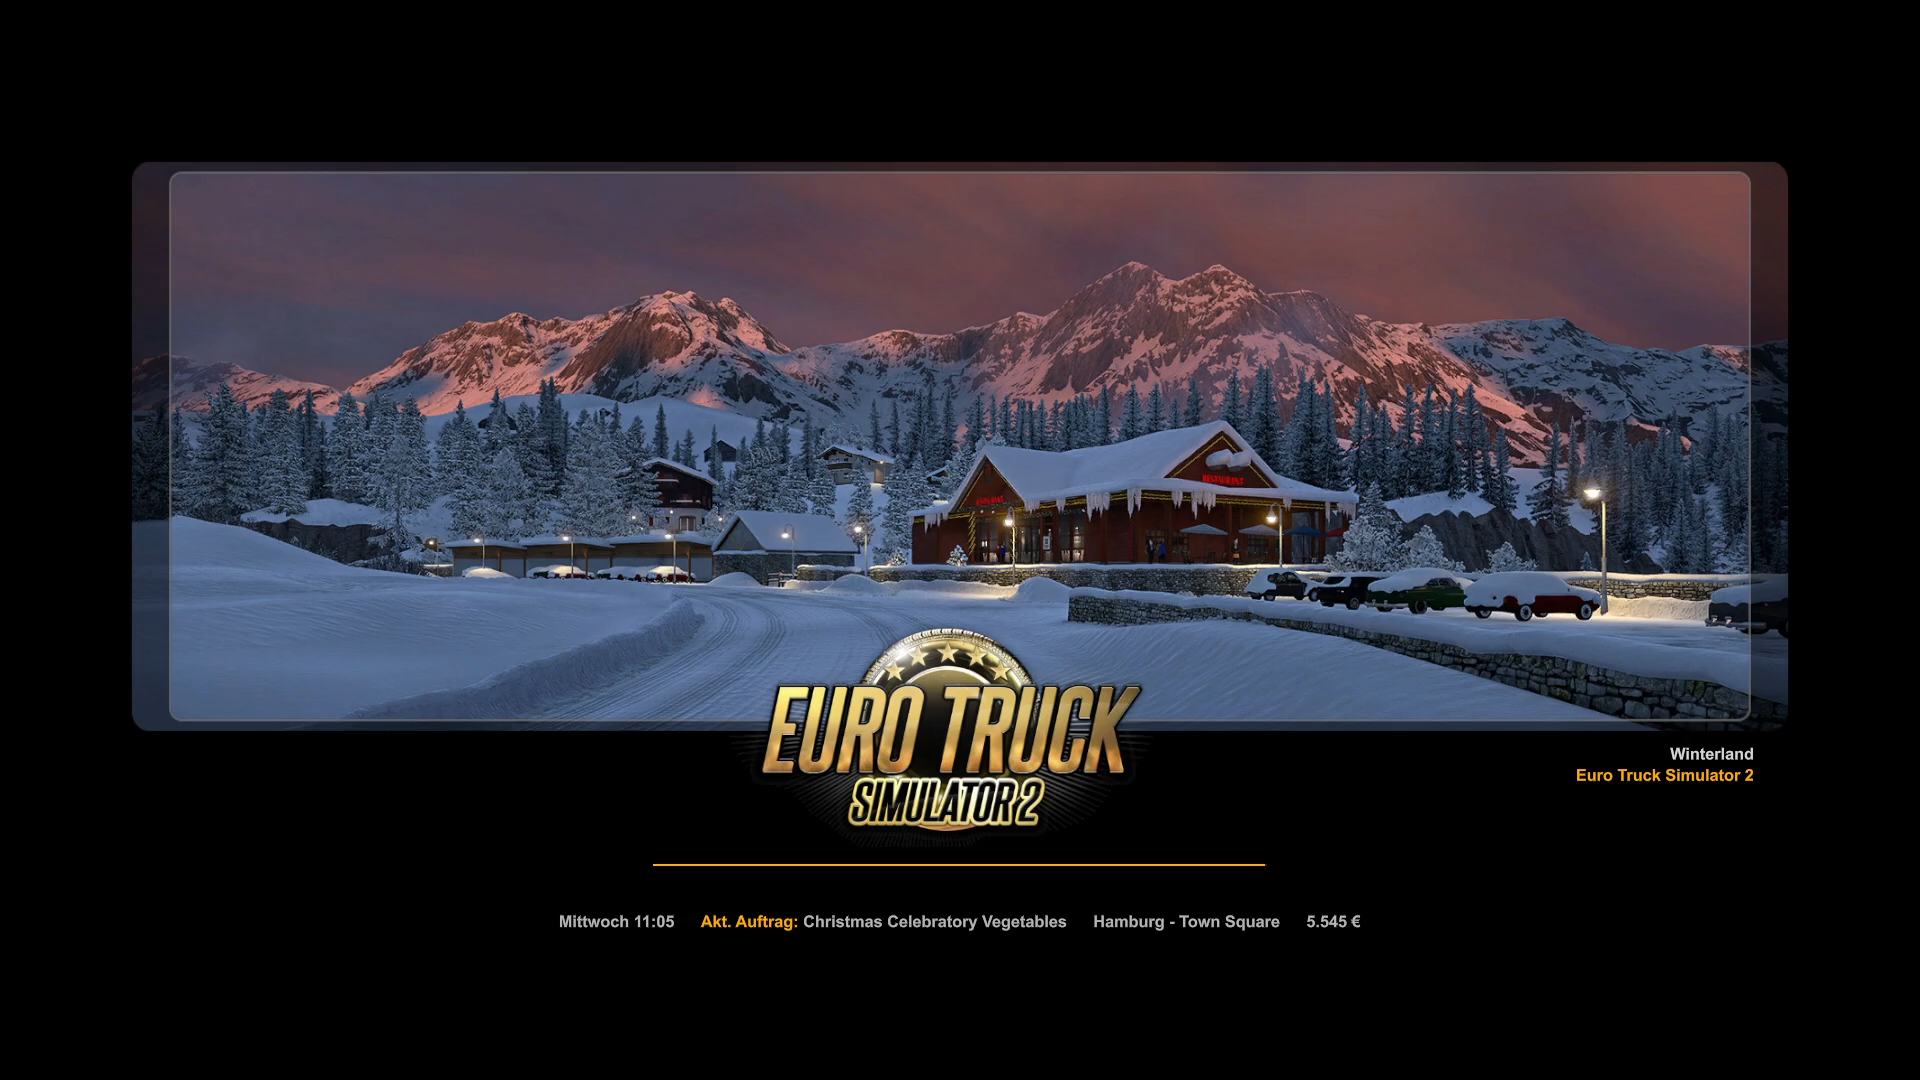 RESTAURANT
EURO TRUCK
SIMULATOR 2
Winterland
Euro Truck Simulator 2
Mittwoch 11:05 Akt. Auftrag: Christmas Celebratory Vegetables Hamburg - Town Square 5.545 €